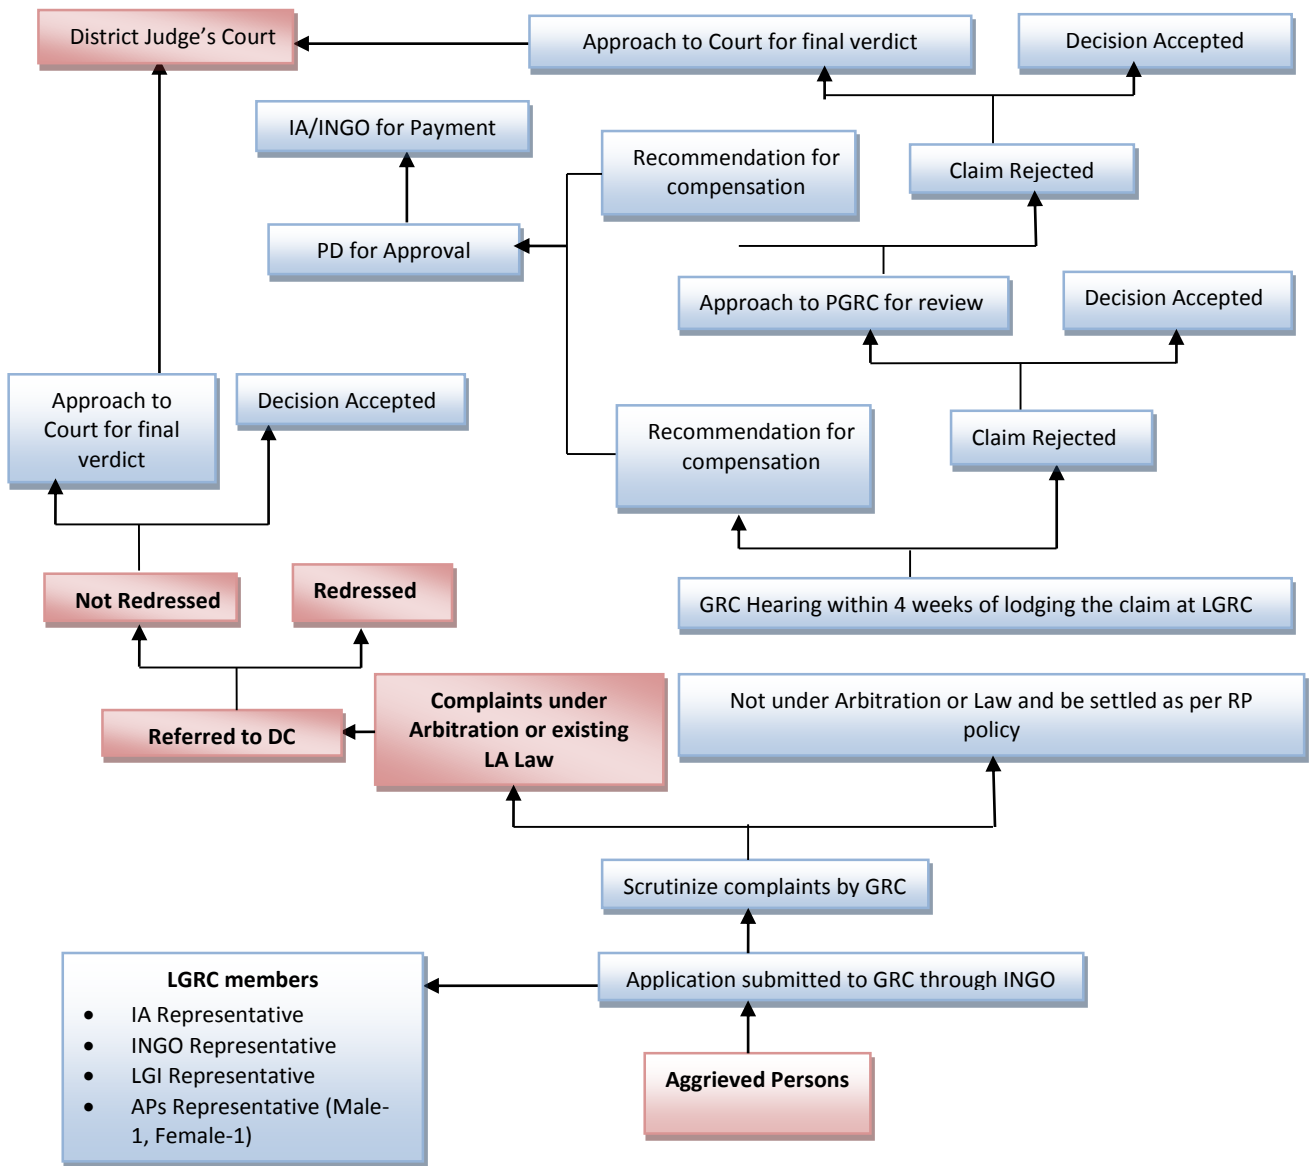 District Judge’s Court
Approach to Court for final verdict
Decision Accepted
IA/INGO for Payment
Recommendation for
compensation
Claim Rejected
PD for Approval
Approach to PGRC for review
Decision Accepted
Approach to
Court for final
verdict
Decision Accepted
Recommendation for
compensation
Claim Rejected
Not Redressed
Redressed
GRC Hearing within 4 weeks of lodging the claim at LGRC
Referred to DC
Complaints under
Arbitration or existing
LA Law
Not under Arbitration or Law and be settled as per RP
policy
Scrutinize complaints by GRC
LGRC members
• IA Representative
• INGO Representative
• LGI Representative
• APs Representative (Male-
1, Female-1)
Application submitted to GRC through INGO
Aggrieved Persons